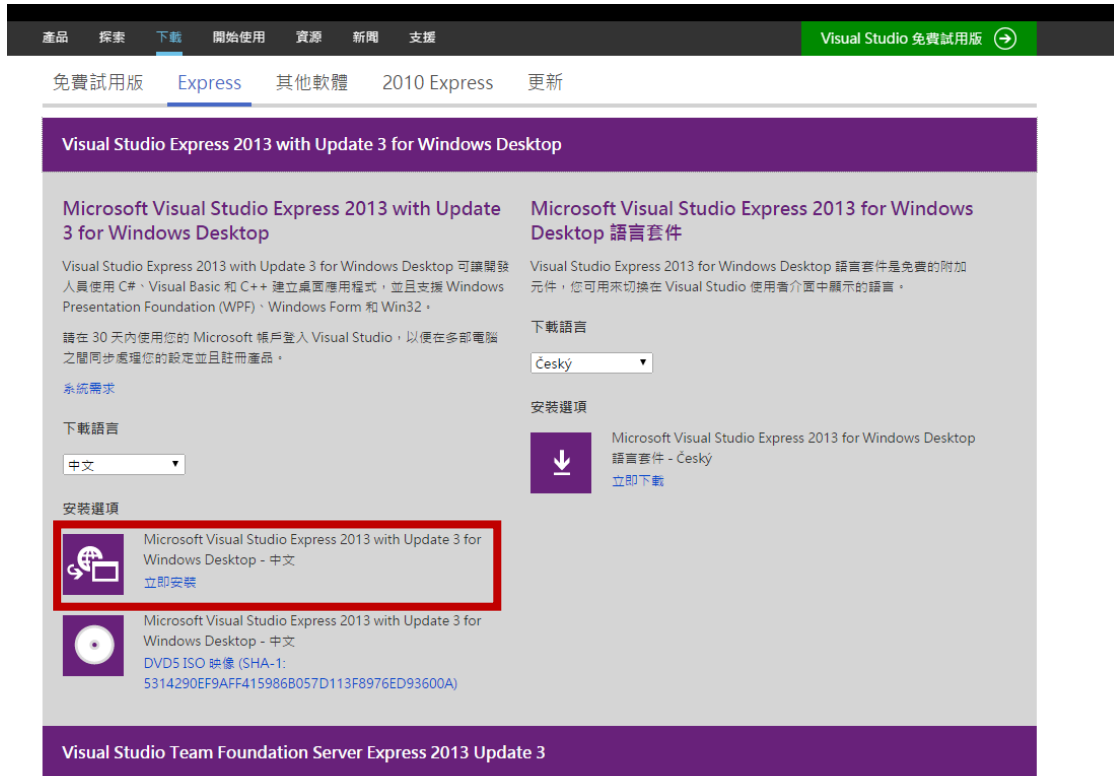 產品 探索 下載 開始使用 資源 新聞 支援
Visual Studio 免費試用版
免費試用版 Express 其他軟體 2010 Express 更新
Visual Studio Express 2013 with Update 3 for Windows Desktop
Microsoft Visual Studio Express 2013 with Update
3 for Windows Desktop
Visual Studio Express 2013 with Update 3 for Windows Desktop 可讓開發
人員使用 C#、Visual Basic 和 C++ 建立桌面應用程式，並且支援 Windows
Presentation Foundation (WPF)、Windows Form 和 Win32。
請在 30 天內使用您的 Microsoft 帳戶登入 Visual Studio，以便在多部電腦
之間同步處理您的設定並且註冊產品。
系統需求
下載語言
中文
安裝選項
Microsoft Visual Studio Express 2013 with Update 3 for
Windows Desktop - 中文
立即安裝
Microsoft Visual Studio Express 2013 with Update 3 for
Windows Desktop - 中文
DVD5 ISO 映像 (SHA-1:
5314290EF9AFF415986B057D113F8976ED93600A)
Microsoft Visual Studio Express 2013 for Windows
Desktop 語言套件
Visual Studio Express 2013 for Windows Desktop 語言套件是免費的附加
元件，您可用來切換在 Visual Studio 使用者介面中顯示的語言。
下載語言
Český
安裝選項
Microsoft Visual Studio Express 2013 for Windows Desktop
語言套件 - Český
立即下載
Visual Studio Team Foundation Server Express 2013 Update 3